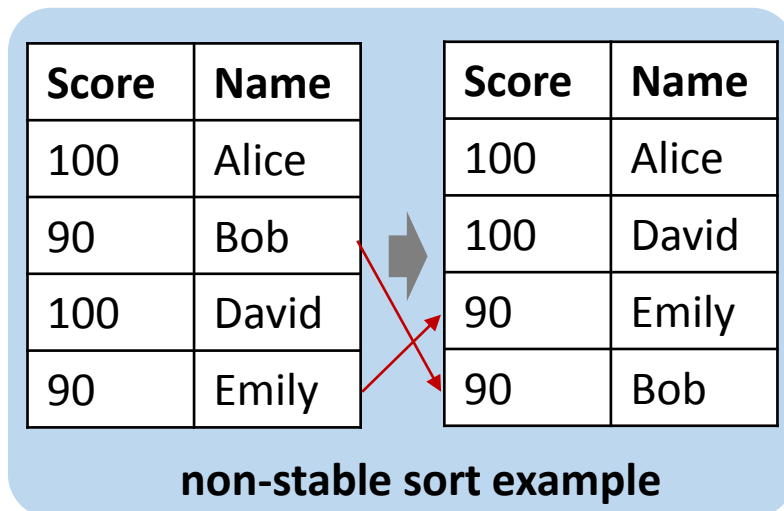 Score Name
100 Alice
90 Bob
100 David
90 Emily
Score Name
100 Alice
100 David
90 Emily
90 Bob
non-stable sort example